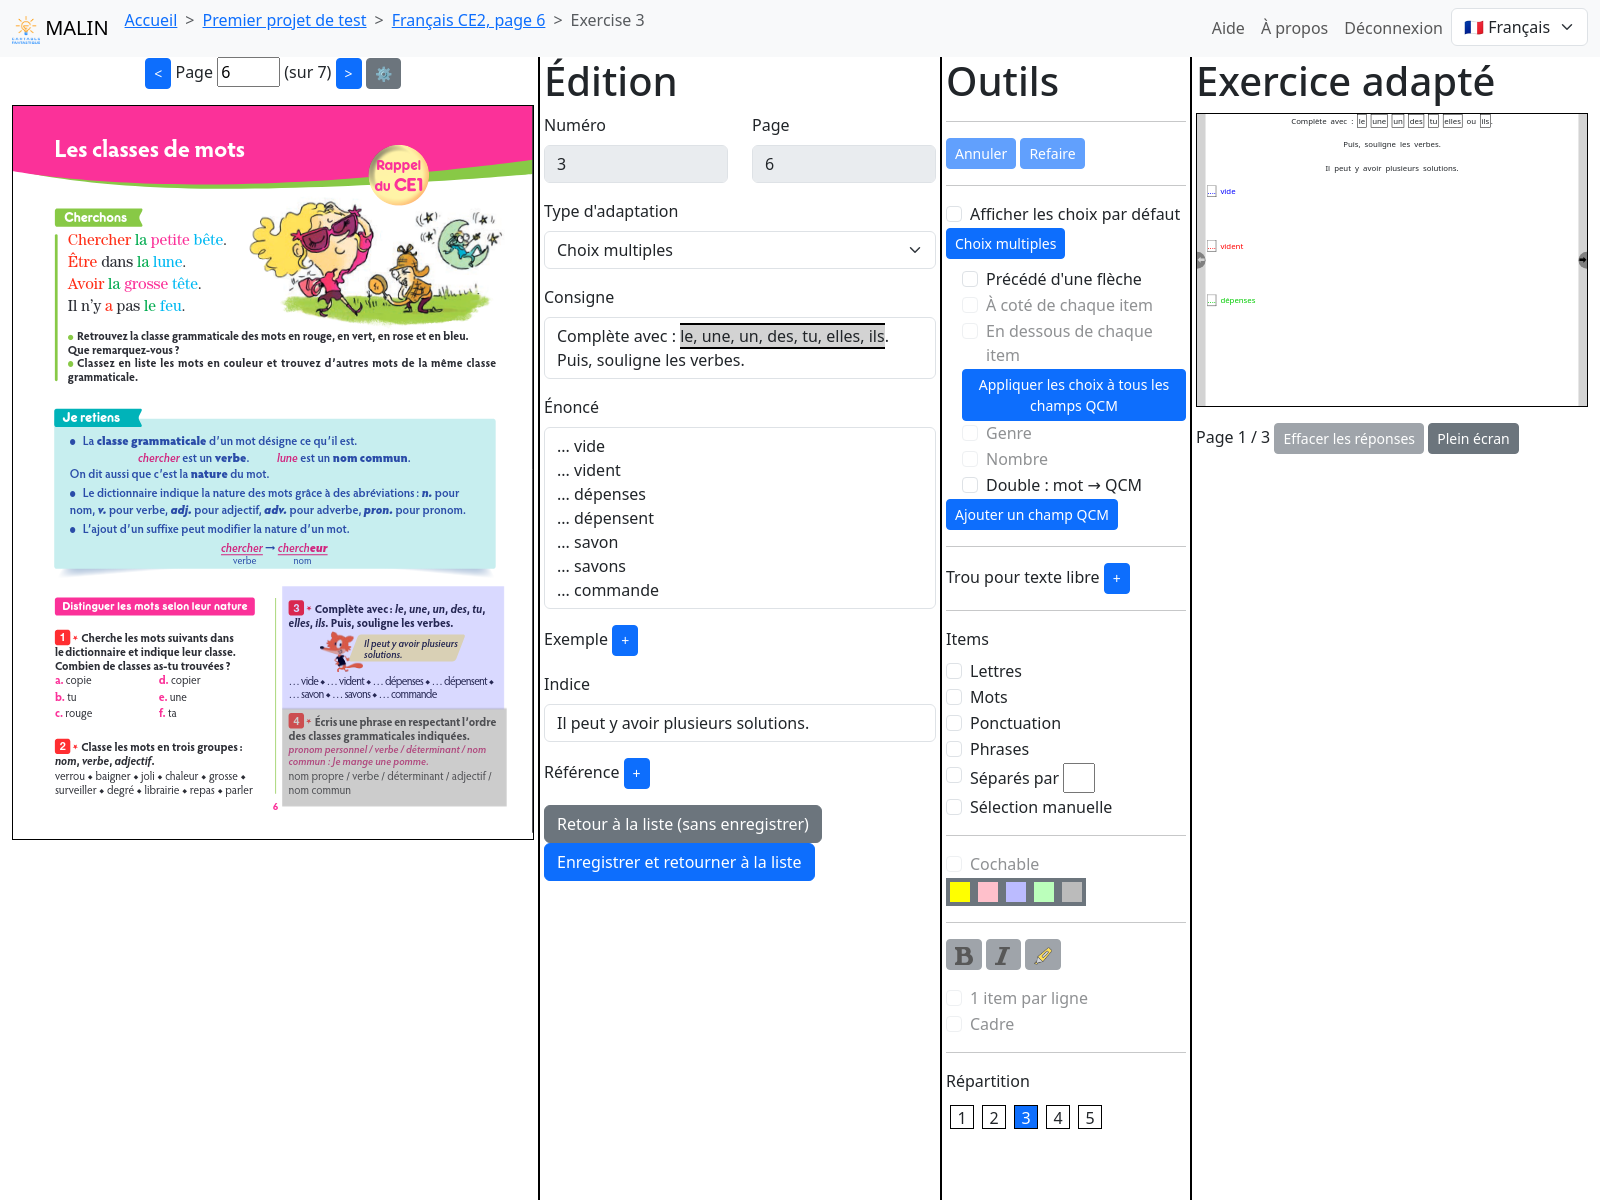 MALIN Accueil > Premier projet de test > Français CE2, page 6 > Exercise 3 Aide À propos Déconnexion Français
< Page 6 (sur 7) >
Les classes de mots
Rappel
du CE1
Cherchons
Chercher la petite bête.
Être dans la lune.
Avoir la grosse tête.
Il n'y a pas le feu.
● Retrouvez la classe grammaticale des mots en rouge, en vert, en rose et en bleu.
Que remarquez-vous ?
● Classez en liste les mots en couleur et trouvez d'autres mots de la même classe
grammaticale.
Je retiens
● La classe grammaticale d'un mot désigne ce qu'il est.
chercher est un verbe. lune est un nom commun.
On dit aussi que c'est la nature du mot.
● Le dictionnaire indique la nature des mots grâce à des abréviations : n. pour
nom, v. pour verbe, adj. pour adjectif, adv. pour adverbe, pron. pour pronom.
● L'ajout d'un suffixe peut modifier la nature d'un mot.
chercher → chercheur
verbe nom
Distinguer les mots selon leur nature
1 * Cherche les mots suivants dans
le dictionnaire et indique leur classe.
Combien de classes as-tu trouvées ?
a. copie d. copier
b. tu e. une
c. rouge f. ta
2 * Classe les mots en trois groupes :
nom, verbe, adjectif.
verrou ⬥ baigner ⬥ joli ⬥ chaleur ⬥ grosse ⬥
surveiller ⬥ degré ⬥ librairie ⬥ repas ⬥ parler
3 * Complète avec : le, une, un, des, tu,
elles, ils. Puis, souligne les verbes.
Il peut y avoir plusieurs
solutions.
… vide ⬥ … vident ⬥ … dépenses ⬥ … dépensent ⬥
… savon ⬥ … savons ⬥ … commande
4 * Écris une phrase en respectant l'ordre
des classes grammaticales indiquées.
pronom personnel / verbe / déterminant / nom
commun : Je mange une pomme.
nom propre / verbe / déterminant / adjectif /
nom commun
6
Édition
Numéro Page
3 6
Type d'adaptation
Choix multiples
Consigne
Complète avec : le, une, un, des, tu, elles, ils.
Puis, souligne les verbes.
Énoncé
... vide
... vident
... dépenses
... dépensent
... savon
... savons
... commande
Exemple +
Indice
Il peut y avoir plusieurs solutions.
Référence +
Retour à la liste (sans enregistrer)
Enregistrer et retourner à la liste
Outils
Annuler Refaire
Afficher les choix par défaut
Choix multiples
Précédé d'une flèche
À coté de chaque item
En dessous de chaque
item
Appliquer les choix à tous les
champs QCM
Genre
Nombre
Double : mot → QCM
Ajouter un champ QCM
Trou pour texte libre +
Items
Lettres
Mots
Ponctuation
Phrases
Séparés par
Sélection manuelle
Cochable
B I
1 item par ligne
Cadre
Répartition
1 2 3 4 5
Exercice adapté
Complète avec : le une un des tu elles ou ils.
Puis, souligne les verbes.
Il peut y avoir plusieurs solutions.
.... vide
.... vident
.... dépenses
Page 1 / 3 Effacer les réponses Plein écran